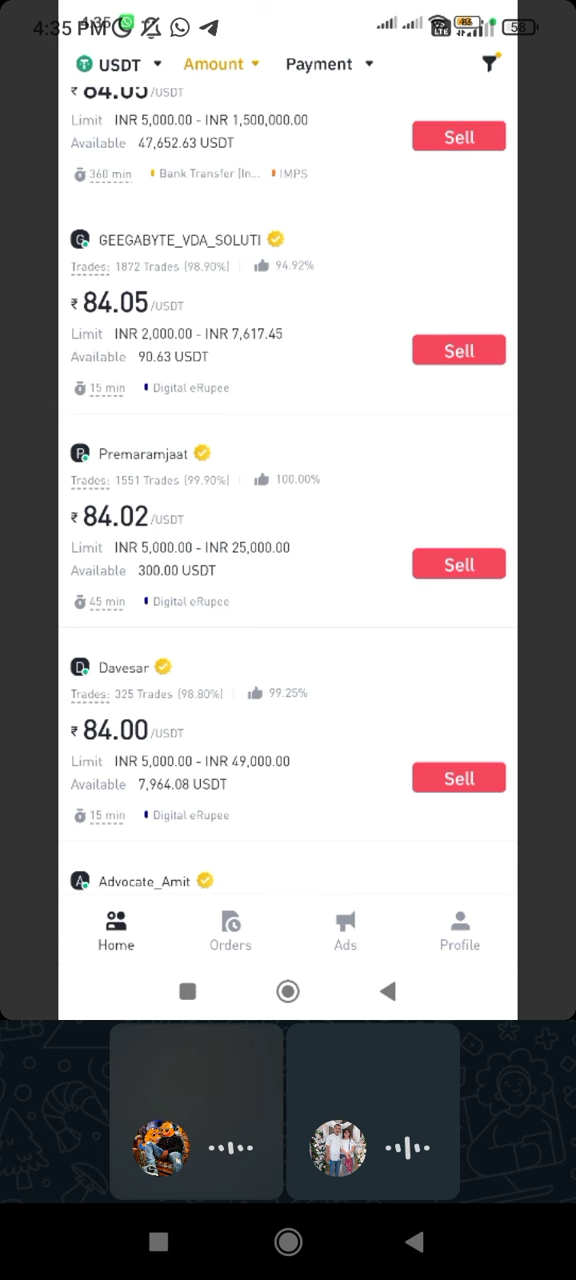 4:35 PM
4:35
58
USDT Amount Payment
₹ 84.05 /USDT
Limit INR 5,000.00 - INR 1,500,000.00
Available 47,652.63 USDT
Sell
360 min Bank Transfer (In... IMPS
G GEEGABYTE_VDA_SOLUTI
Trades: 1872 Trades (98.90%) | 94.92%
₹ 84.05 /USDT
Limit INR 2,000.00 - INR 7,617.45
Available 90.63 USDT
Sell
15 min Digital eRupee
P Premaramjaat
Trades: 1551 Trades (99.90%) | 100.00%
₹ 84.02 /USDT
Limit INR 5,000.00 - INR 25,000.00
Available 300.00 USDT
Sell
45 min Digital eRupee
D Davesar
Trades: 325 Trades (98.80%) | 99.25%
₹ 84.00 /USDT
Limit INR 5,000.00 - INR 49,000.00
Available 7,964.08 USDT
Sell
15 min Digital eRupee
A Advocate_Amit
Home Orders Ads Profile